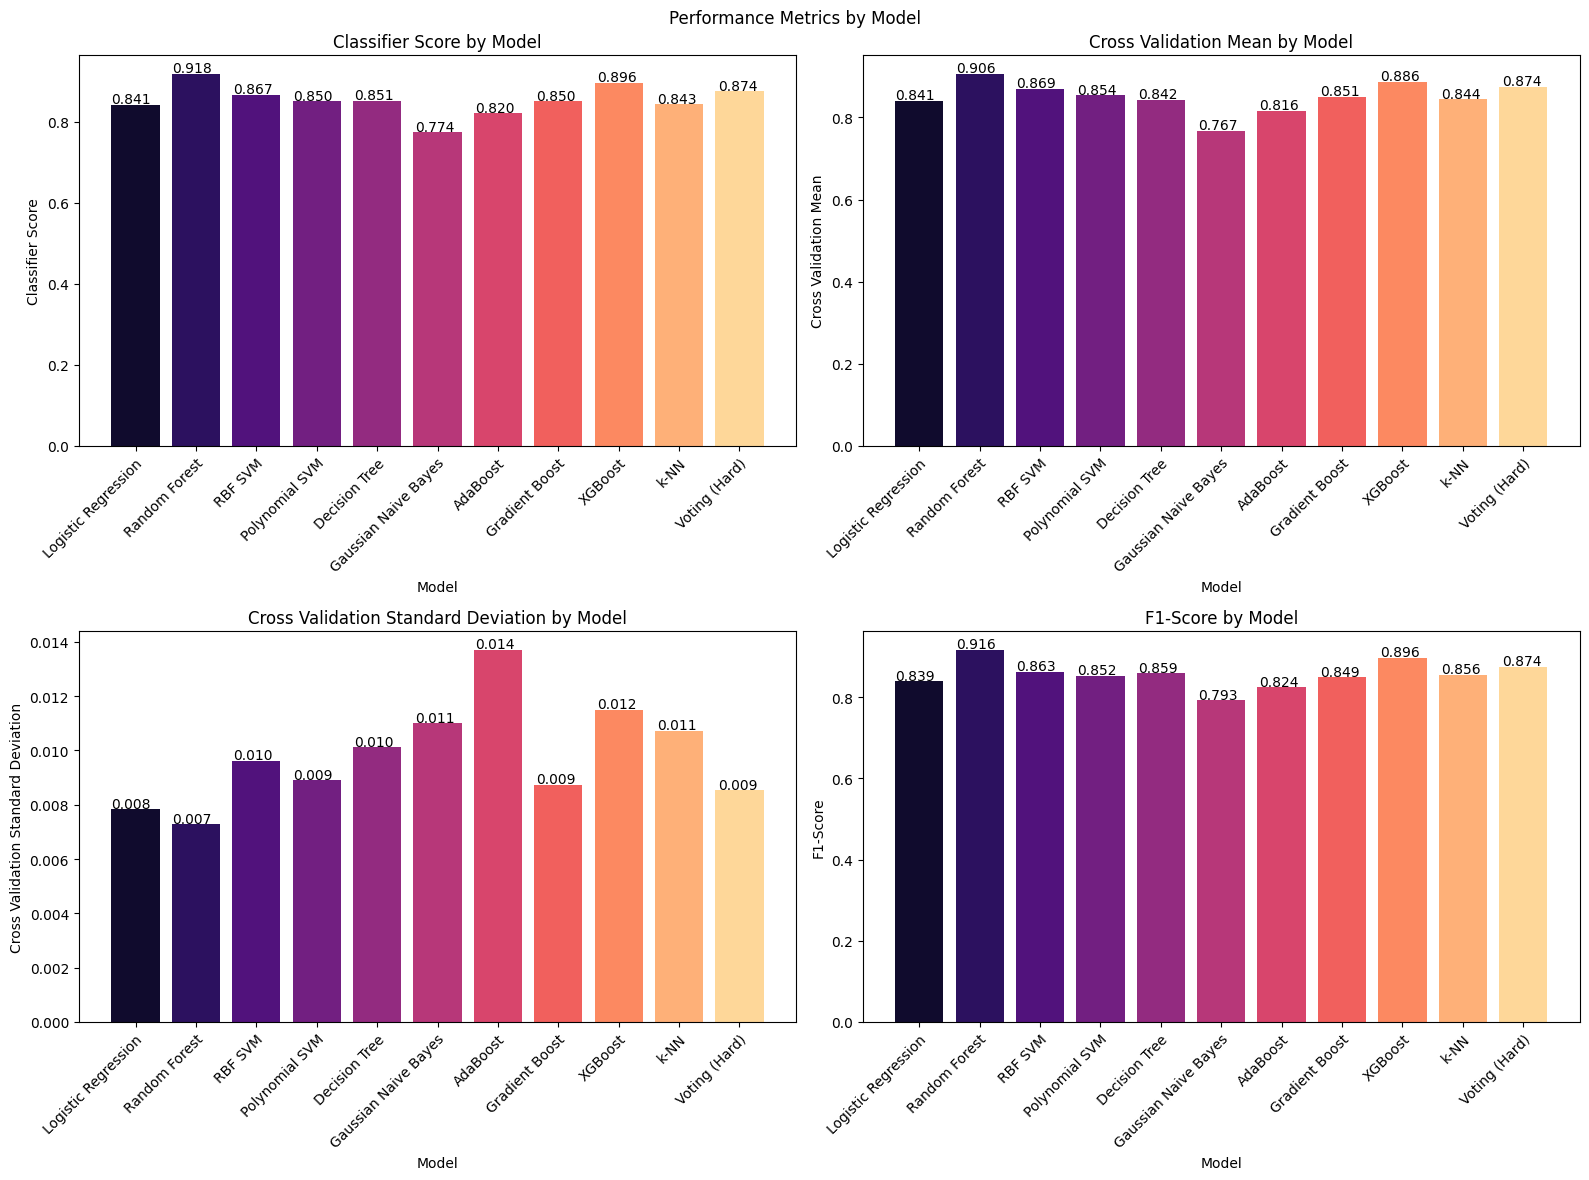 Performance Metrics by Model
Classifier Score by Model
Classifier Score
0.8
0.6
0.4
0.2
0.0
0.841
0.918
0.867
0.850
0.851
0.774
0.820
0.850
0.896
0.843
0.874
Logistic Regression
Random Forest
RBF SVM
Polynomial SVM
Decision Tree
Gaussian Naive Bayes
AdaBoost
Gradient Boost
XGBoost
k-NN
Voting (Hard)
Model
Cross Validation Mean by Model
Cross Validation Mean
0.8
0.6
0.4
0.2
0.0
0.841
0.906
0.869
0.854
0.842
0.767
0.816
0.851
0.886
0.844
0.874
Logistic Regression
Random Forest
RBF SVM
Polynomial SVM
Decision Tree
Gaussian Naive Bayes
AdaBoost
Gradient Boost
XGBoost
k-NN
Voting (Hard)
Model
Cross Validation Standard Deviation by Model
Cross Validation Standard Deviation
0.014
0.012
0.010
0.008
0.006
0.004
0.002
0.000
0.008
0.007
0.010
0.009
0.010
0.011
0.014
0.009
0.012
0.011
0.009
Logistic Regression
Random Forest
RBF SVM
Polynomial SVM
Decision Tree
Gaussian Naive Bayes
AdaBoost
Gradient Boost
XGBoost
k-NN
Voting (Hard)
Model
F1-Score by Model
F1-Score
0.8
0.6
0.4
0.2
0.0
0.839
0.916
0.863
0.852
0.859
0.793
0.824
0.849
0.896
0.856
0.874
Logistic Regression
Random Forest
RBF SVM
Polynomial SVM
Decision Tree
Gaussian Naive Bayes
AdaBoost
Gradient Boost
XGBoost
k-NN
Voting (Hard)
Model